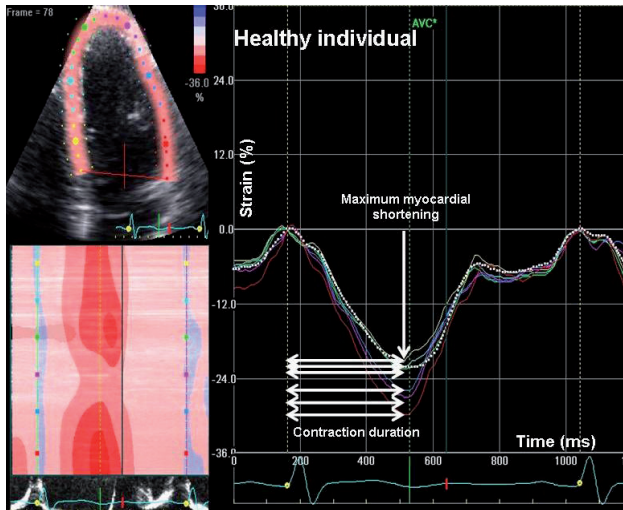 Frame = 78
-36.0
%
36.0
AVC*
Healthy individual
24.0
12.0
Strain (%)
Maximum myocardial
shortening
0.0
-12.0
-24.0
Contraction duration
Time (ms)
-36.0
0
200
400
600
800
1000